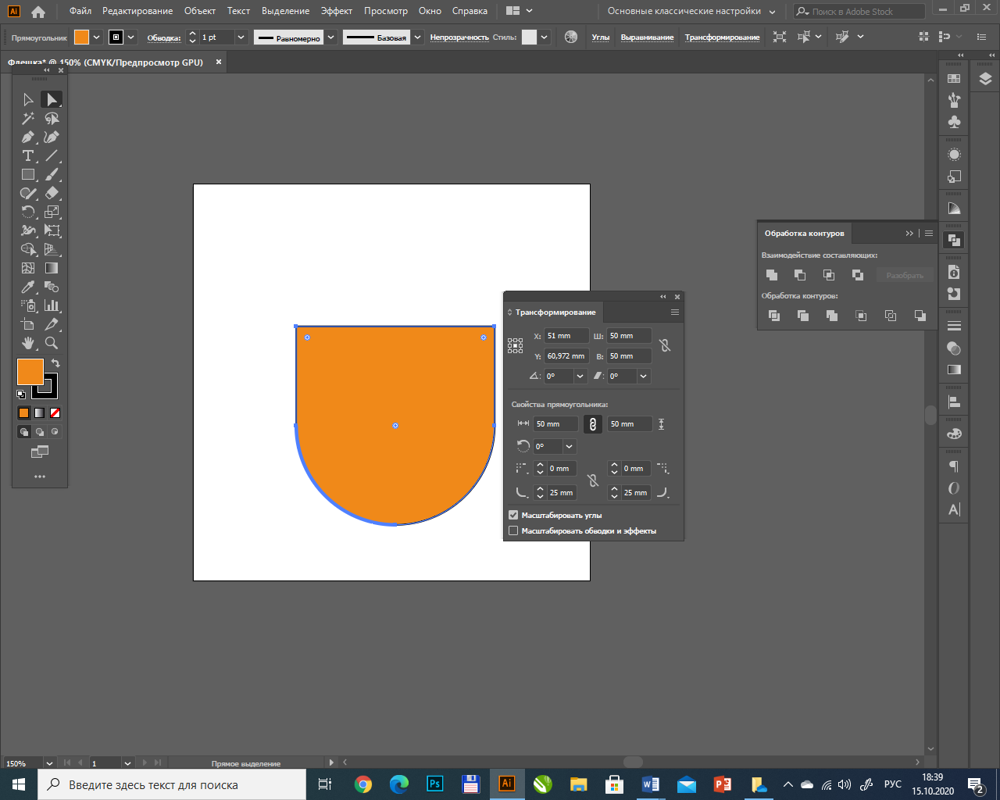 Ai Файл Редактирование Объект Текст Выделение Эффект Просмотр Окно Справка Основные классические настройки Поиск в Adobe Stock
Прямоугольник Обводка: 1 pt Равномерно Базовая Непрозрачность Стиль: Углы Выравнивание Трансформирование
Флешка* @ 150% (CMYK/Предпросмотр GPU)
Обработка контуров
Взаимодействие составляющих:
Разобрать
Обработка контуров:
Трансформирование
X: 51 mm Ш: 50 mm
Y: 60,972 mm В: 50 mm
0° 0°
Свойства прямоугольника:
50 mm 50 mm
0°
0 mm 0 mm
25 mm 25 mm
Масштабировать углы
Масштабировать обводки и эффекты
150% 1 Прямое выделение
Введите здесь текст для поиска
Ps
Ai
РУС
18:39
15.10.2020
2